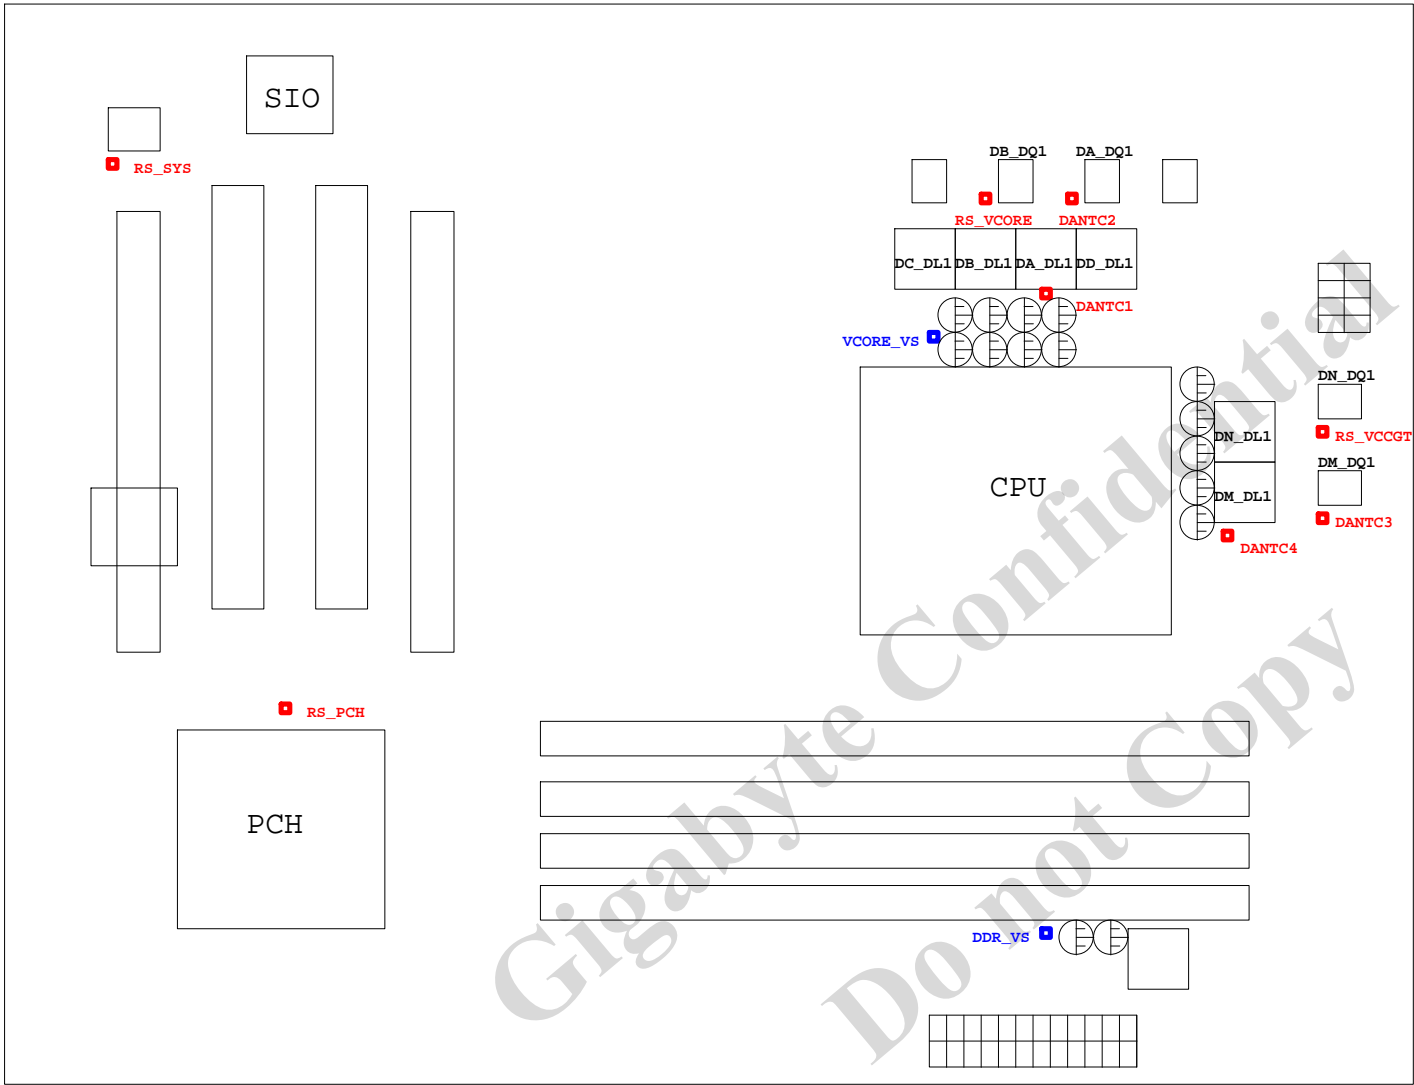 SIO
RS_SYS
DB_DQ1
DA_DQ1
RS_VCORE
DANTC2
DC_DL1
DB_DL1
DA_DL1
DD_DL1
DANTC1
VCORE_VS
DN_DQ1
RS_VCCGT
DN_DL1
DM_DQ1
CPU
DM_DL1
DANTC3
DANTC4
RS_PCH
PCH
DDR_VS
Gigabyte Confidential
Do not Copy